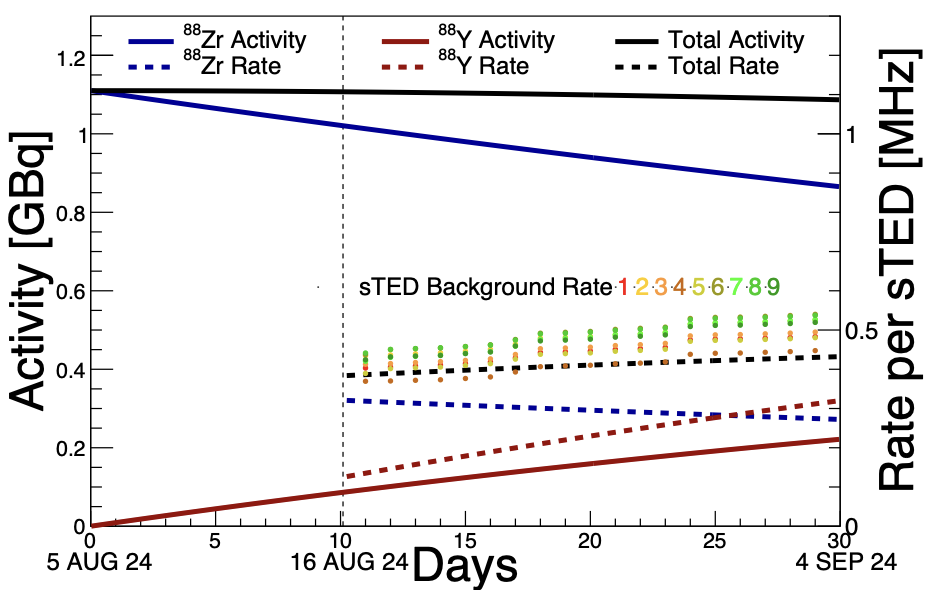 ⁸⁸Zr Activity
⁸⁸Y Activity
Total Activity
⁸⁸Zr Rate
⁸⁸Y Rate
Total Rate
Activity [GBq]
1.2
1
0.8
0.6
0.4
0.2
0
sTED Background Rate 1 2 3 4 5 6 7 8 9
Rate per sTED [MHz]
1
0.5
0
0 5 10 15 20 25 30
5 AUG 24 16 AUG 24 Days 4 SEP 24